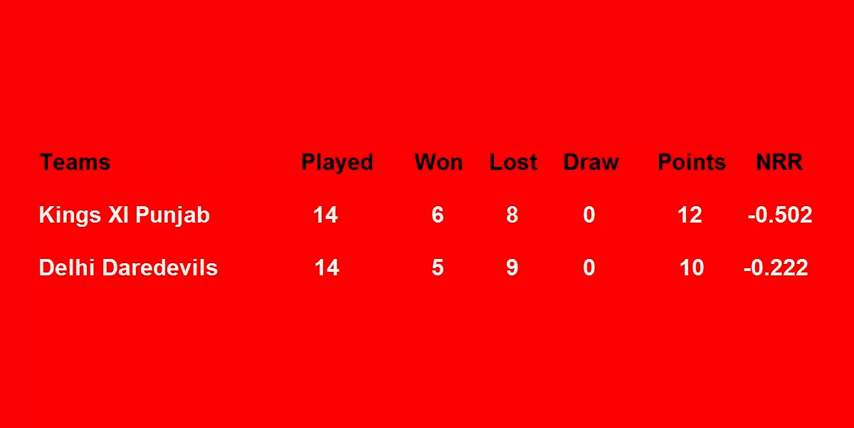 Teams Played Won Lost Draw Points NRR
Kings XI Punjab 14 6 8 0 12 -0.502
Delhi Daredevils 14 5 9 0 10 -0.222